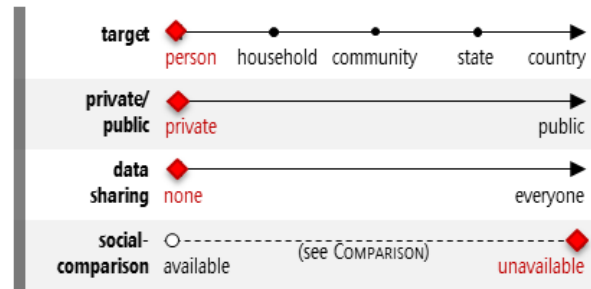 target
person household community state country
private/
public private public
data
sharing none everyone
social-
comparison available (see COMPARISON) unavailable